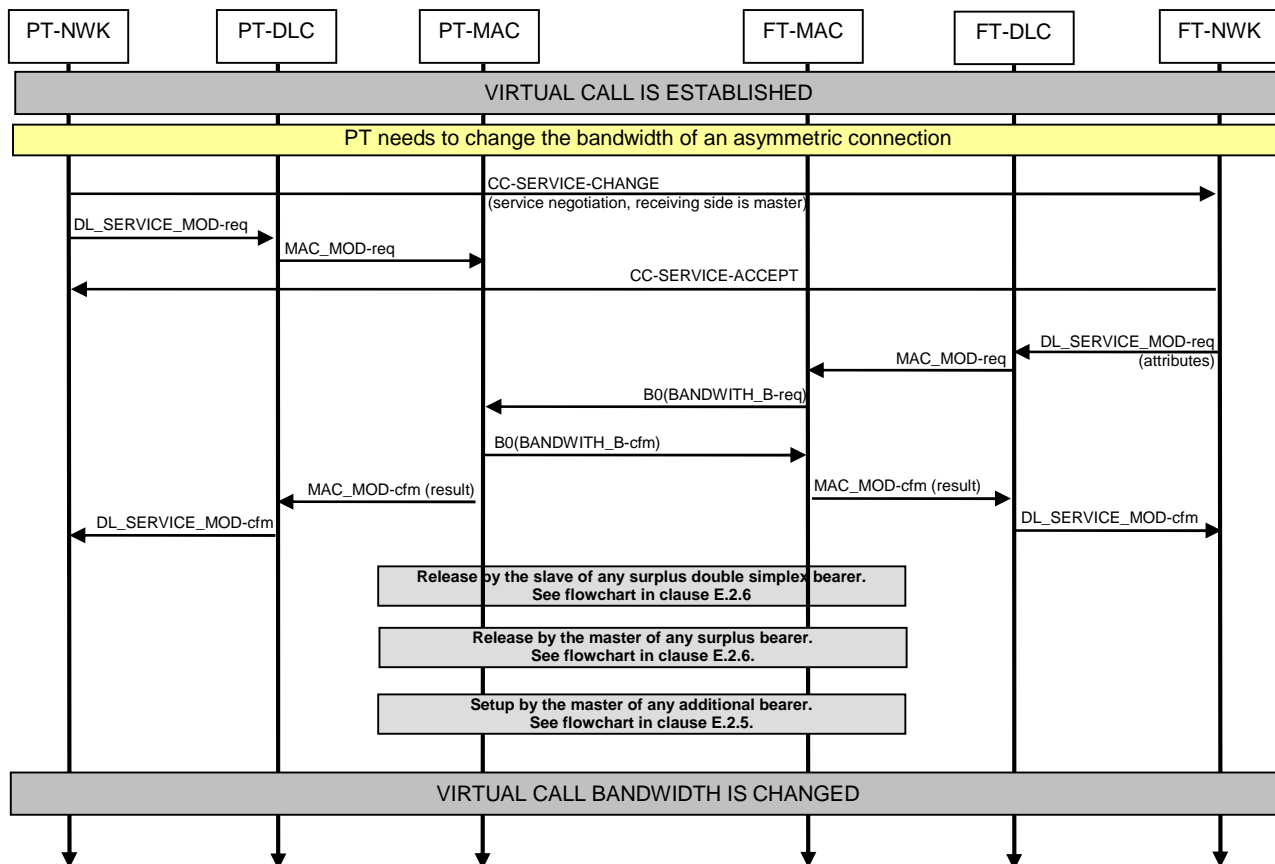 PT-NWK PT-DLC PT-MAC FT-MAC FT-DLC FT-NWK
VIRTUAL CALL IS ESTABLISHED
PT needs to change the bandwidth of an asymmetric connection
CC-SERVICE-CHANGE
(service negotiation, receiving side is master)
DL_SERVICE_MOD-req
MAC_MOD-req
CC-SERVICE-ACCEPT
DL_SERVICE_MOD-req
(attributes)
MAC_MOD-req
B0(BANDWITH_B-req)
B0(BANDWITH_B-cfm)
MAC_MOD-cfm (result)
MAC_MOD-cfm (result)
DL_SERVICE_MOD-cfm
DL_SERVICE_MOD-cfm
Release by the slave of any surplus double simplex bearer.
See flowchart in clause E.2.6
Release by the master of any surplus bearer.
See flowchart in clause E.2.6.
Setup by the master of any additional bearer.
See flowchart in clause E.2.5.
VIRTUAL CALL BANDWIDTH IS CHANGED